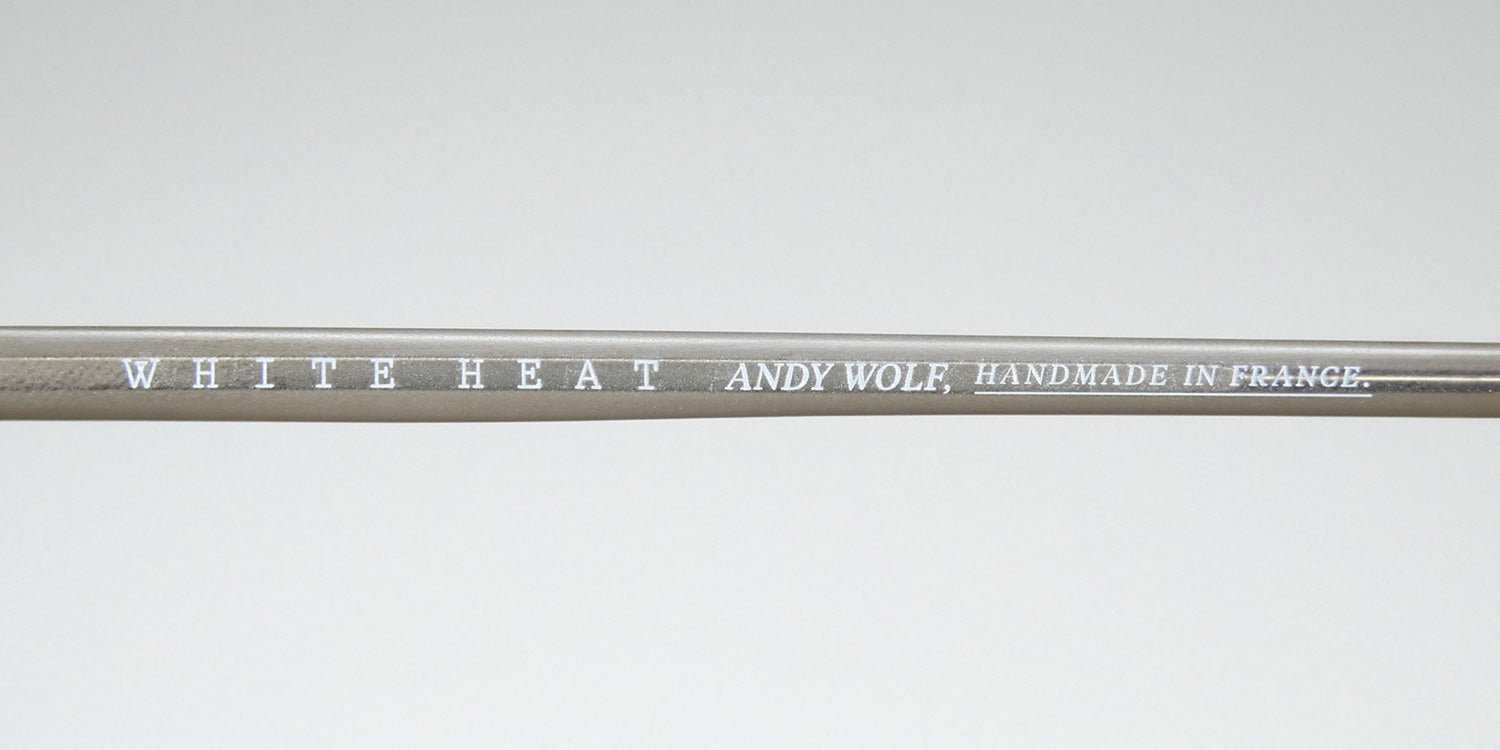 WHITE HEAT ANDY WOLF, HANDMADE IN FRANCE.